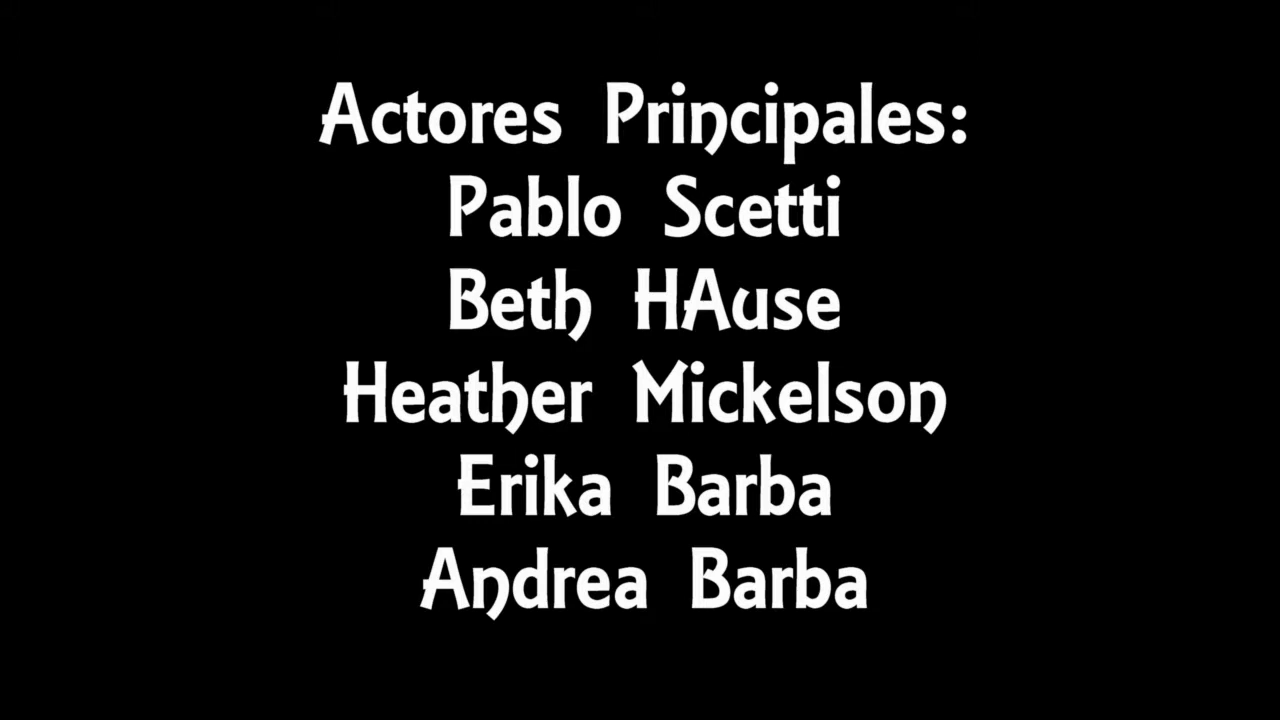 Actores Principales:
Pablo Scetti
Beth HAuse
Heather Mickelson
Erika Barba
Andrea Barba